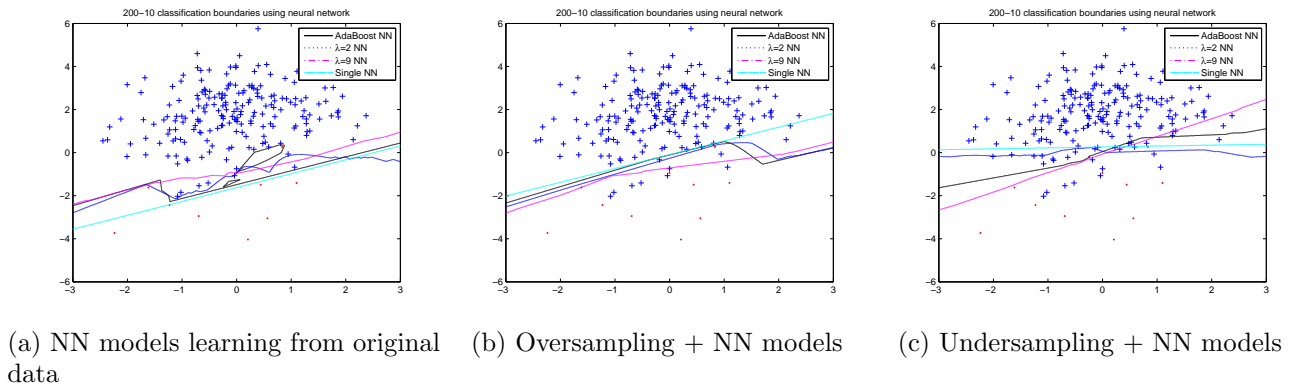 200−10 classification boundaries using neural network
6
4
2
0
−2
−4
−6
−3
−2
−1
0
1
2
3
AdaBoost NN
λ=2 NN
λ=9 NN
Single NN
(a) NN models learning from original
data
200−10 classification boundaries using neural network
6
4
2
0
−2
−4
−6
−3
−2
−1
0
1
2
3
AdaBoost NN
λ=2 NN
λ=9 NN
Single NN
(b) Oversampling + NN models
200−10 classification boundaries using neural network
6
4
2
0
−2
−4
−6
−3
−2
−1
0
1
2
3
AdaBoost NN
λ=2 NN
λ=9 NN
Single NN
(c) Undersampling + NN models